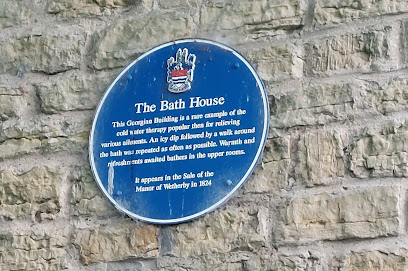 The Bath House
This Georgian Building is a rare example of the
cold water therapy popular then for relieving
various ailments. An icy dip followed by a walk around
the bath was repeated as often as possible. Warmth and
refreshments awaited bathers in the upper rooms.
It appears in the Sale of the
Manor of Wetherby in 1824